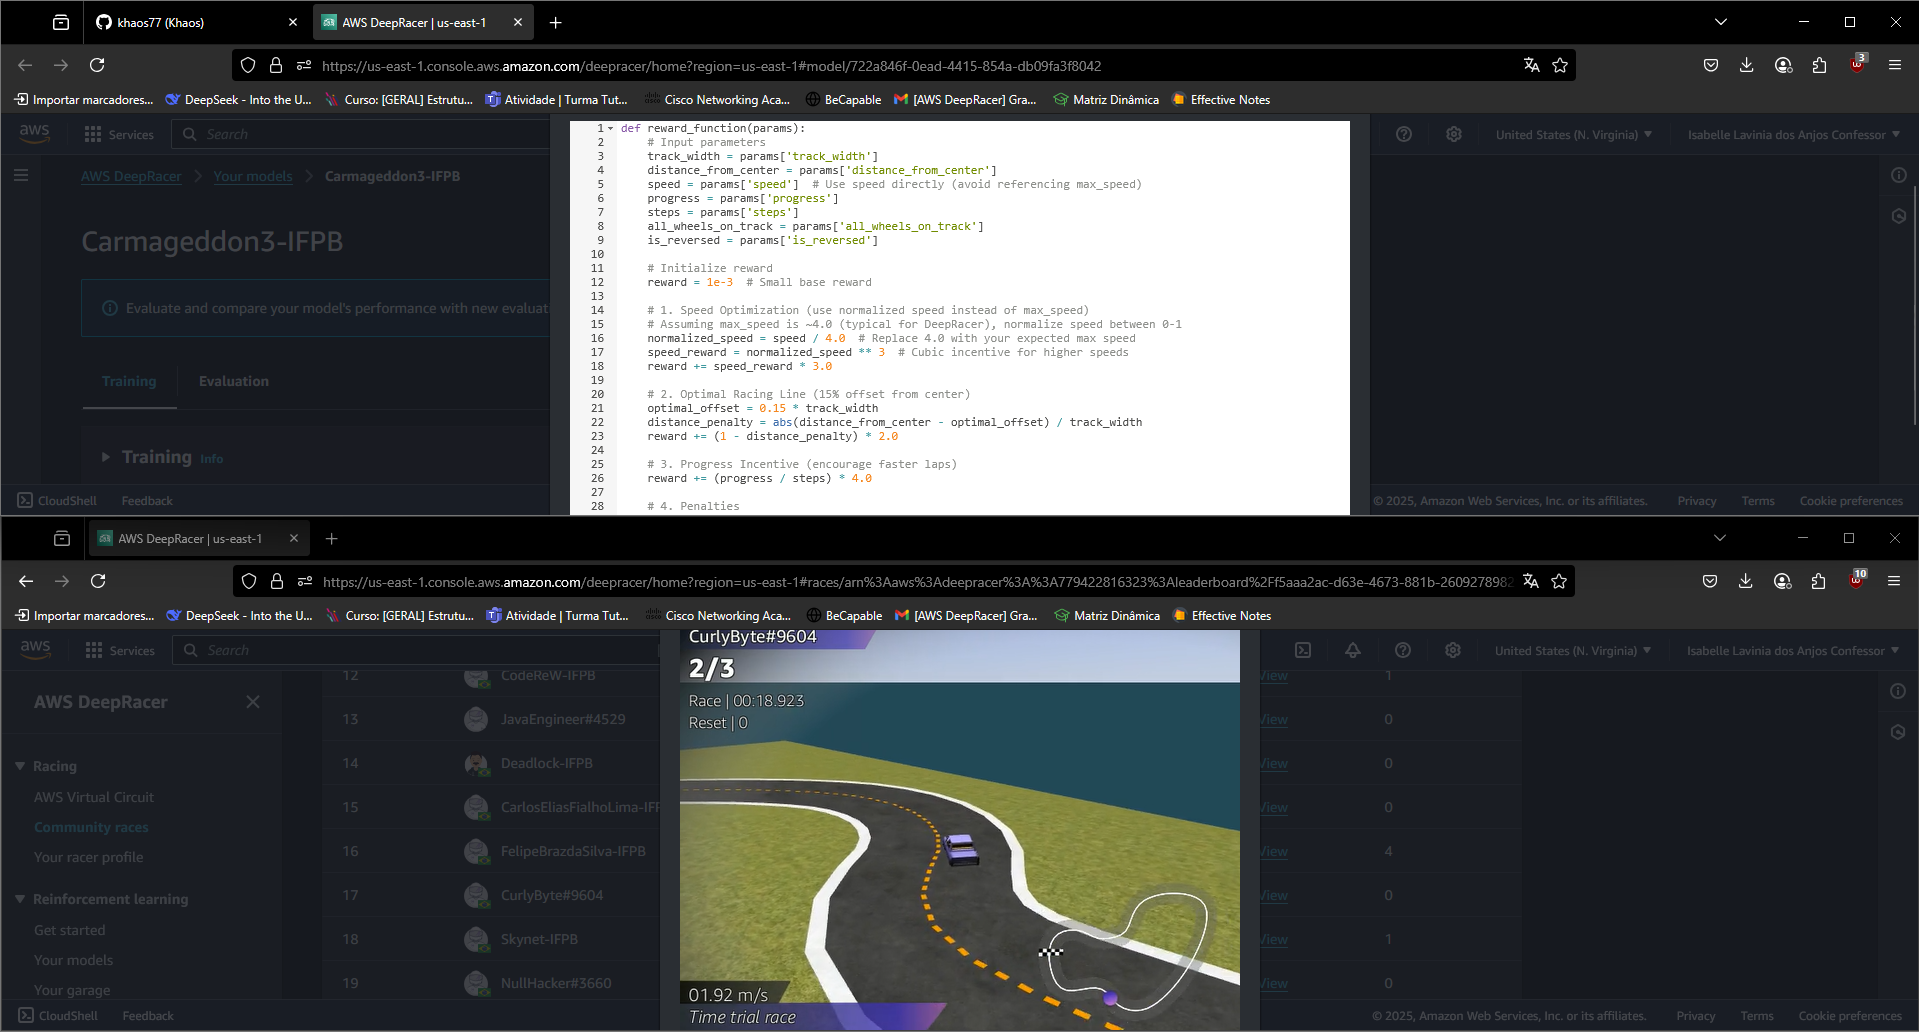 khaos77 (Khaos)
AWS DeepRacer | us-east-1
https://us-east-1.console.aws.amazon.com/deepracer/home?region=us-east-1#model/722a846f-0ead-4415-854a-db09fa3f8042
3
Importar marcadores...
DeepSeek - Into the U...
Curso: [GERAL] Estrutu...
Atividade | Turma Tut...
Cisco Networking Aca...
BeCapable
[AWS DeepRacer] Gra...
Matriz Dinâmica
Effective Notes
aws
Services
Search
United States (N. Virginia)
Isabelle Lavinia dos Anjos Confessor
AWS DeepRacer
Your models
Carmageddon3-IFPB
Carmageddon3-IFPB
Evaluate and compare your model's performance with new evaluat
Training
Evaluation
Training Info
1 def reward_function(params):
2 # Input parameters
3 track_width = params['track_width']
4 distance_from_center = params['distance_from_center']
5 speed = params['speed']  # Use speed directly (avoid referencing max_speed)
6 progress = params['progress']
7 steps = params['steps']
8 all_wheels_on_track = params['all_wheels_on_track']
9 is_reversed = params['is_reversed']
10
11 # Initialize reward
12 reward = 1e-3  # Small base reward
13
14 # 1. Speed Optimization (use normalized speed instead of max_speed)
15 # Assuming max_speed is ~4.0 (typical for DeepRacer), normalize speed between 0-1
16 normalized_speed = speed / 4.0  # Replace 4.0 with your expected max speed
17 speed_reward = normalized_speed ** 3  # Cubic incentive for higher speeds
18 reward += speed_reward * 3.0
19
20 # 2. Optimal Racing Line (15% offset from center)
21 optimal_offset = 0.15 * track_width
22 distance_penalty = abs(distance_from_center - optimal_offset) / track_width
23 reward += (1 - distance_penalty) * 2.0
24
25 # 3. Progress Incentive (encourage faster laps)
26 reward += (progress / steps) * 4.0
27
28 # 4. Penalties
CloudShell
Feedback
© 2025, Amazon Web Services, Inc. or its affiliates.
Privacy
Terms
Cookie preferences
AWS DeepRacer | us-east-1
https://us-east-1.console.aws.amazon.com/deepracer/home?region=us-east-1#races/arn%3Aaws%3Adeepracer%3A%3A779422816323%3Aleaderboard%2Ff5aaa2ac-d63e-4673-881b-2609278982
10
Importar marcadores...
DeepSeek - Into the U...
Curso: [GERAL] Estrutu...
Atividade | Turma Tut...
Cisco Networking Aca...
BeCapable
[AWS DeepRacer] Gra...
Matriz Dinâmica
Effective Notes
aws
Services
Search
United States (N. Virginia)
Isabelle Lavinia dos Anjos Confessor
AWS DeepRacer
Racing
AWS Virtual Circuit
Community races
Your racer profile
Reinforcement learning
Get started
Your models
Your garage
12 CodeReW-IFPB View 1
13 JavaEngineer#4529 View 0
14 Deadlock-IFPB View 0
15 CarlosEliasFialhoLima-IFP View 0
16 FelipeBrazdaSilva-IFPB View 4
17 CurlyByte#9604 View 0
18 Skynet-IFPB View 1
19 NullHacker#3660 View 0
CurlyByte#9604
2/3
Race | 00:18.923
Reset | 0
01.92 m/s
Time trial race
CloudShell
Feedback
© 2025, Amazon Web Services, Inc. or its affiliates.
Privacy
Terms
Cookie preferences